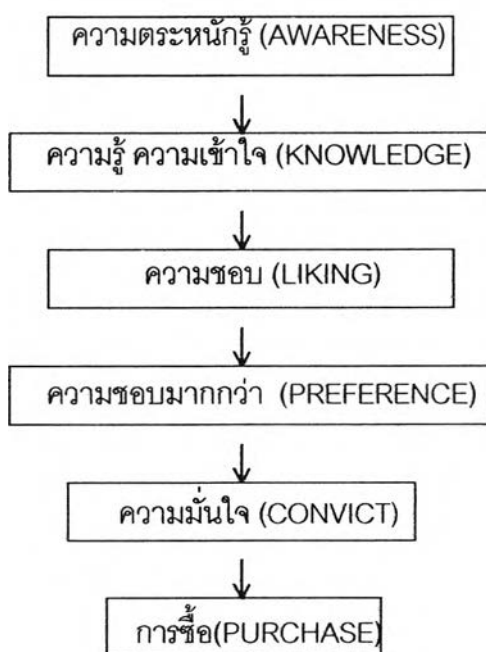 ความตระหนักรู้ (AWARENESS)
ความรู้ ความเข้าใจ (KNOWLEDGE)
ความชอบ (LIKING)
ความชอบมากกว่า (PREFERENCE)
ความมั่นใจ (CONVICT)
การซื้อ(PURCHASE)